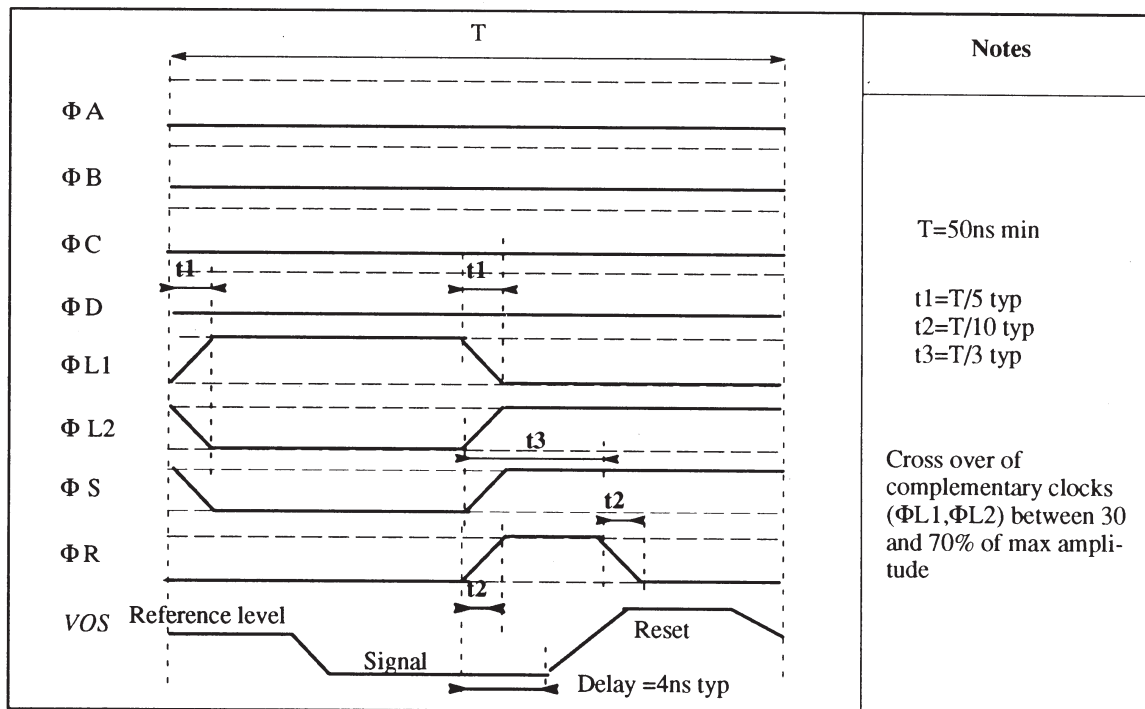 T
Notes
ΦA
ΦB
ΦC
t1
t1
ΦD
ΦL1
ΦL2
t3
ΦS
t2
ΦR
t2
VOS
Reference level
Signal
Reset
Delay =4ns typ
T=50ns min
t1=T/5 typ
t2=T/10 typ
t3=T/3 typ
Cross over of
complementary clocks
(ΦL1,ΦL2) between 30
and 70% of max ampli-
tude